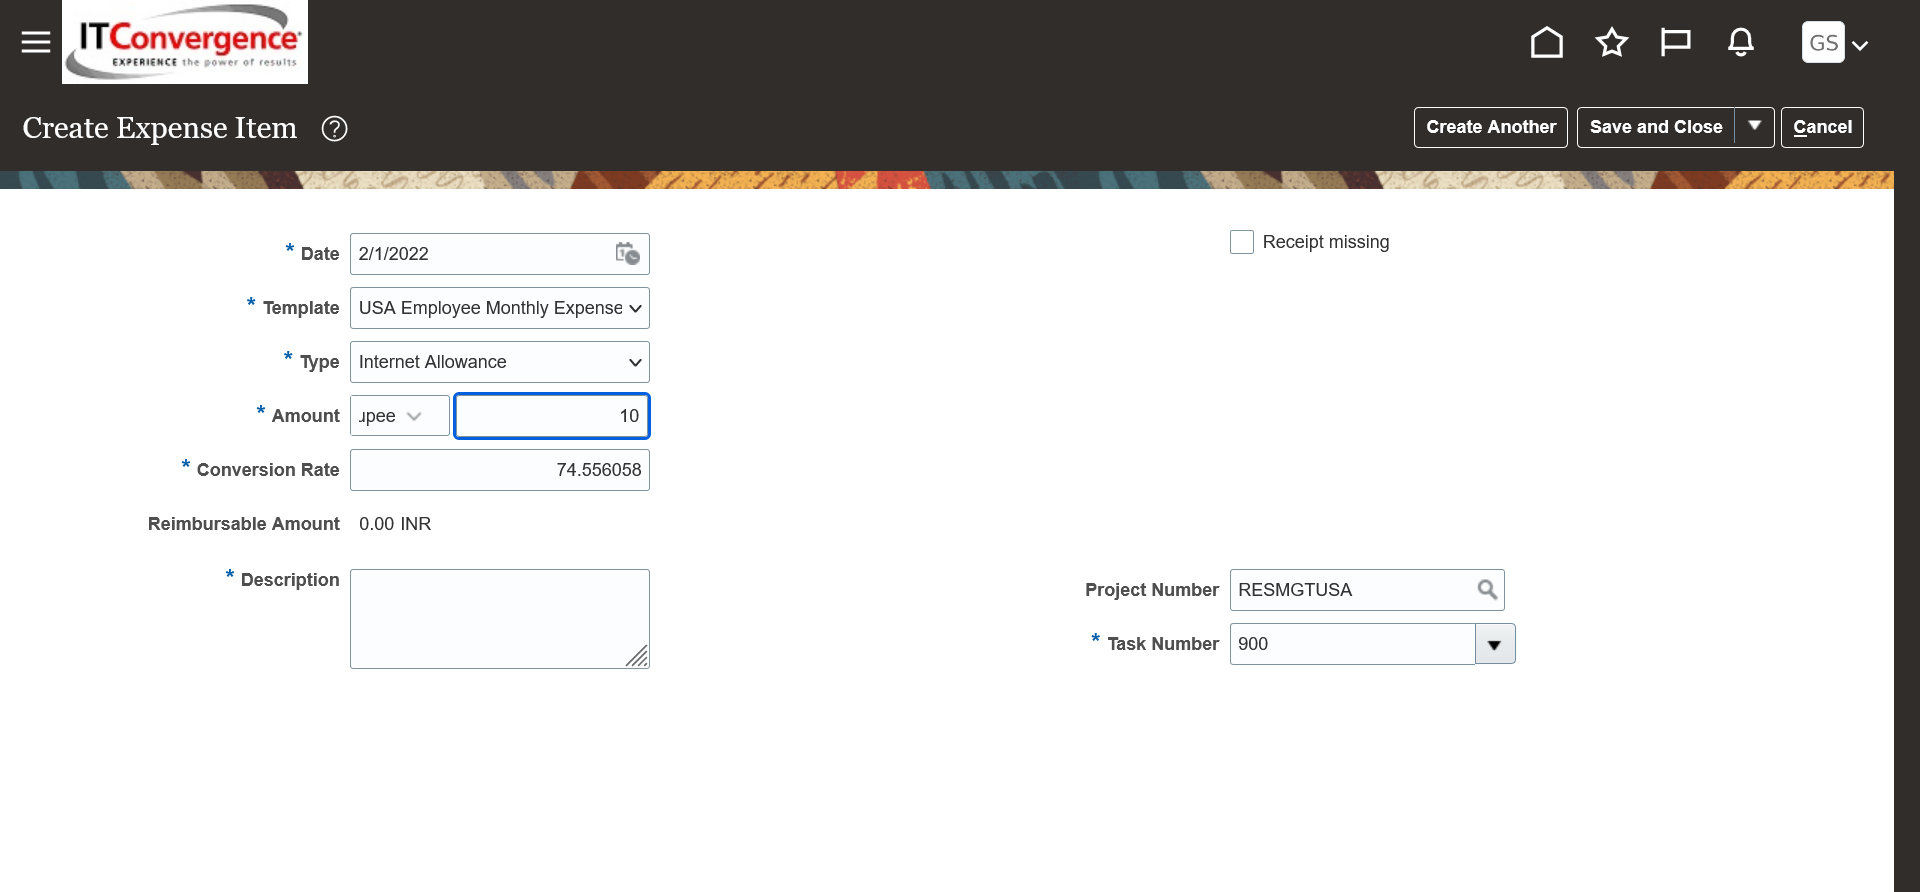 ITConvergence
EXPERIENCE the power of results
GS
Create Expense Item ?
Create Another
Save and Close
Cancel
* Date 2/1/2022
Receipt missing
* Template USA Employee Monthly Expense
* Type Internet Allowance
* Amount upee 10
* Conversion Rate 74.556058
Reimbursable Amount 0.00 INR
* Description
Project Number RESMGTUSA
* Task Number 900